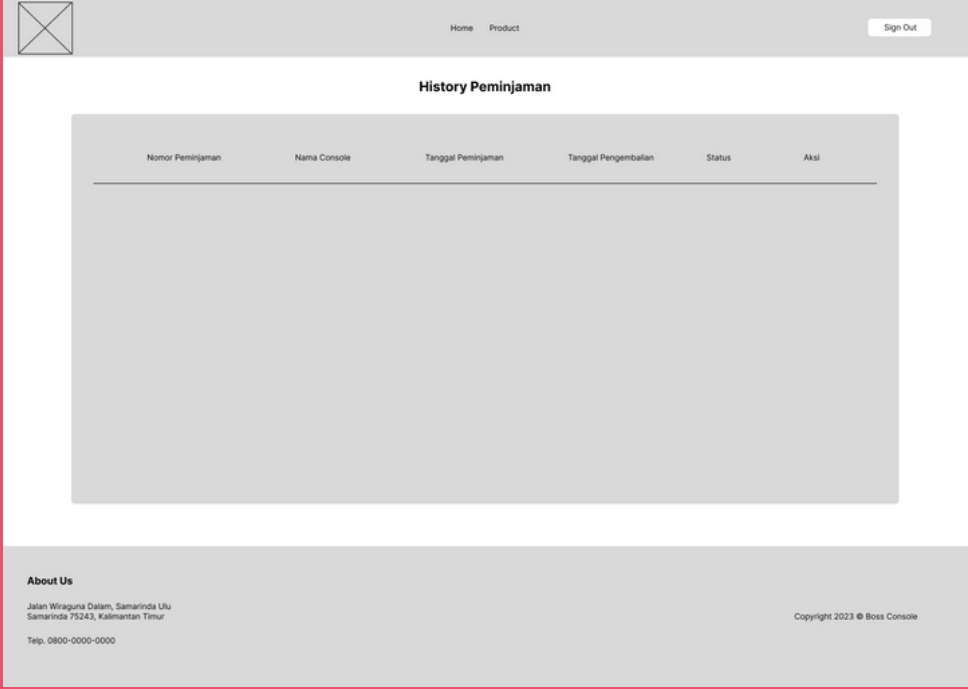 Home Product Sign Out
History Peminjaman
Nomor Peminjaman Nama Console Tanggal Peminjaman Tanggal Pengembalian Status Aksi
About Us
Jalan Wiraguna Dalam, Samarinda Ulu
Samarinda 75243, Kalimantan Timur
Telp. 0800-0000-0000
Copyright 2023 © Boss Console